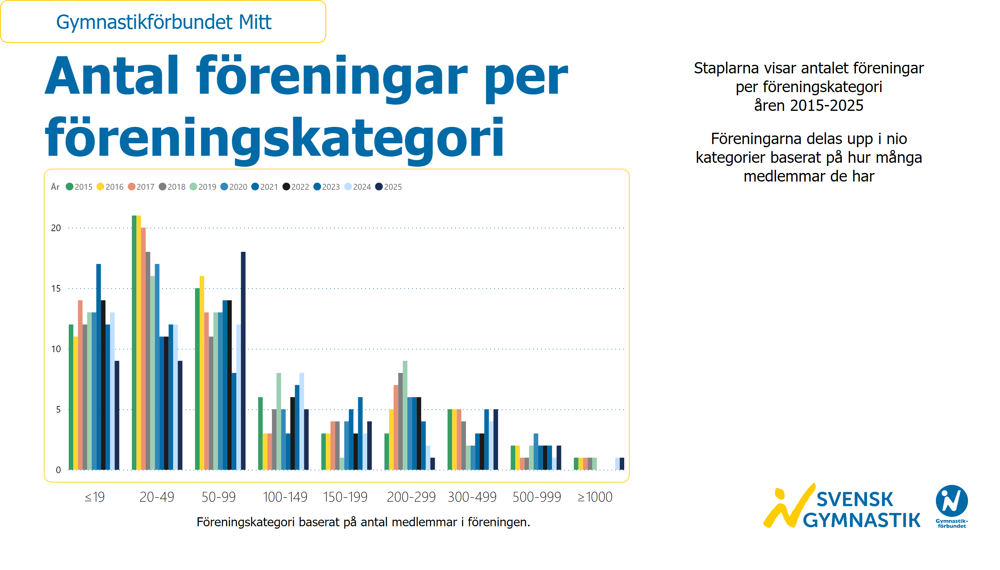 Gymnastikförbundet Mitt
Antal föreningar per
föreningskategori
Staplarna visar antalet föreningar
per föreningskategori
åren 2015-2025
Föreningarna delas upp i nio
kategorier baserat på hur många
medlemmar de har
År 2015 2016 2017 2018 2019 2020 2021 2022 2023 2024 2025
20
15
10
5
0
≤19 20-49 50-99 100-149 150-199 200-299 300-499 500-999 ≥1000
Föreningskategori baserat på antal medlemmar i föreningen.
SVENSK
GYMNASTIK
Gymnastik-
förbundet